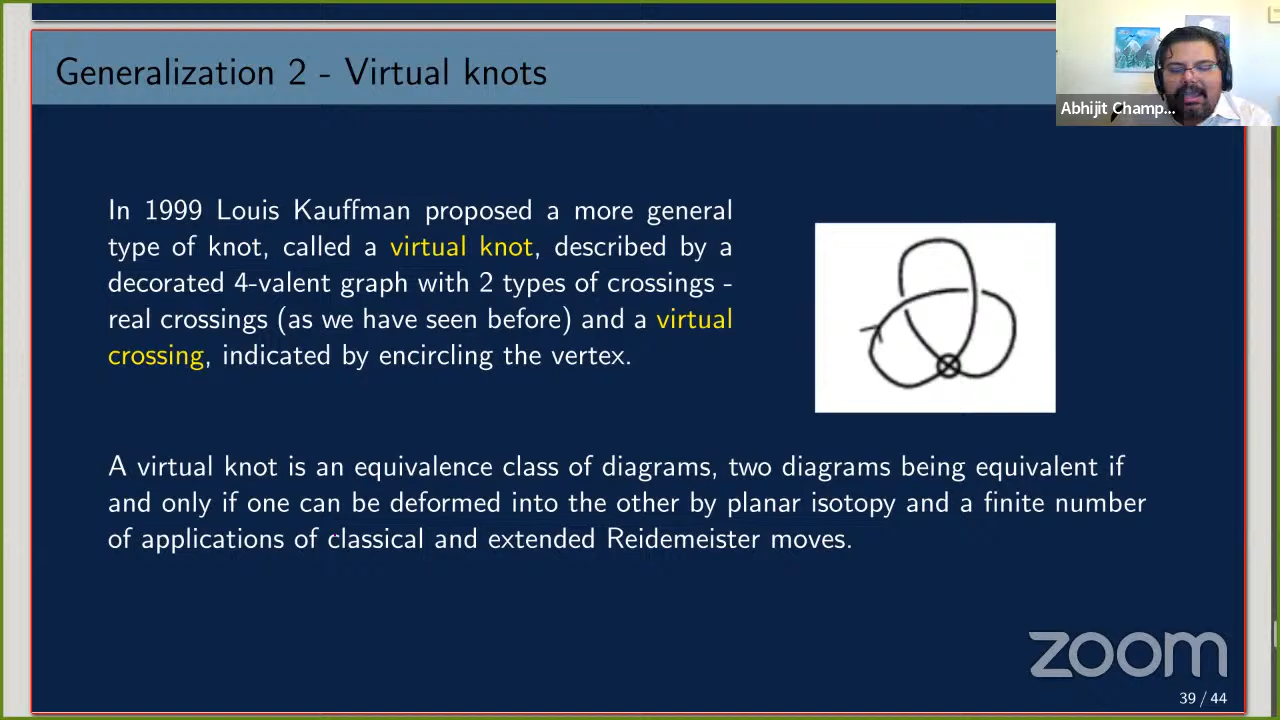 Generalization 2 - Virtual knots
Abhijit Champ...
In 1999 Louis Kauffman proposed a more general
type of knot, called a virtual knot, described by a
decorated 4-valent graph with 2 types of crossings -
real crossings (as we have seen before) and a virtual
crossing, indicated by encircling the vertex.
A virtual knot is an equivalence class of diagrams, two diagrams being equivalent if
and only if one can be deformed into the other by planar isotopy and a finite number
of applications of classical and extended Reidemeister moves.
zoom
39 / 44